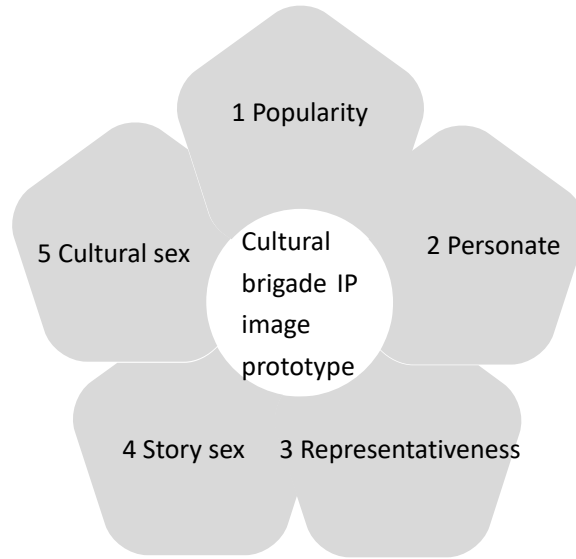 1 Popularity
2 Personate
3 Representativeness
4 Story sex
5 Cultural sex
Cultural
brigade IP
image
prototype